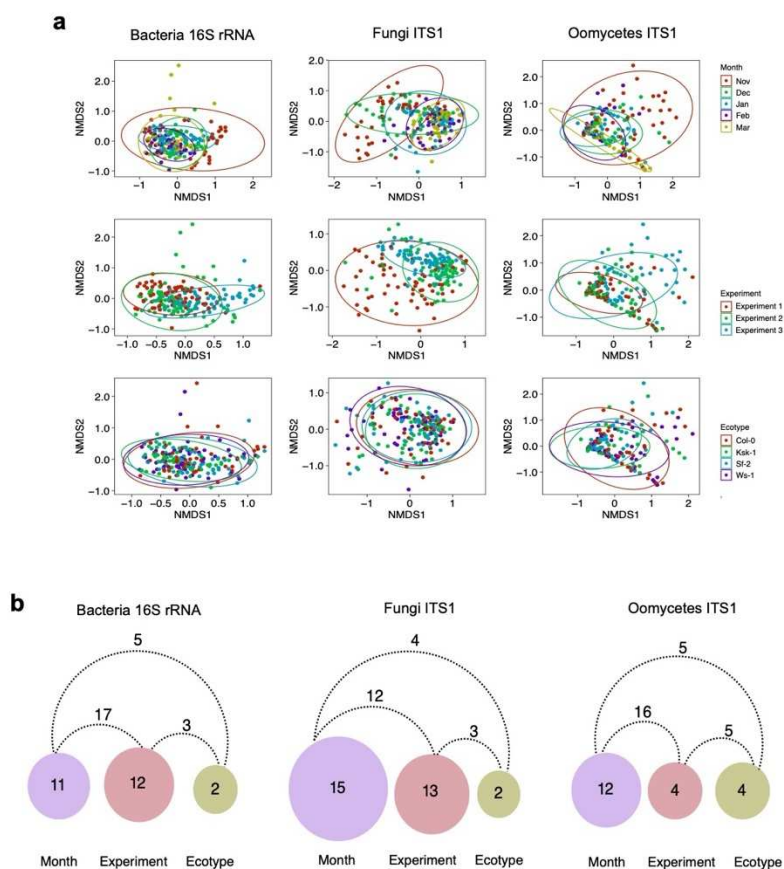 a
Bacteria 16S rRNA
Fungi ITS1
Oomycetes ITS1
NMDS2
2.0
1.0
0.0
−1.0
−1 0 1 2
NMDS1
NMDS2
2.0
1.0
0.0
−1.0
−2 −1 0 1
NMDS1
NMDS2
2.0
1.0
0.0
−1.0
−1 0 1 2
NMDS1
Month
Nov
Dec
Jan
Feb
Mar
NMDS2
2.0
1.0
0.0
−1.0
−1.0 −0.5 0.0 0.5 1.0
NMDS1
NMDS2
1.0
0.0
−1.0
−1 0 1
NMDS1
NMDS2
2.0
1.0
0.0
−1.0
−1 0 1 2
NMDS1
Experiment
Experiment 1
Experiment 2
Experiment 3
NMDS2
2.0
1.0
0.0
−1.0
−1.0 −0.5 0.0 0.5 1.0
NMDS1
NMDS2
1.0
0.0
−1.0
−1 0 1
NMDS1
NMDS2
2.0
1.0
0.0
−1.0
−1 0 1 2
NMDS1
Ecotype
Col-0
Ksk-1
Sf-2
Ws-1
b
Bacteria 16S rRNA
5
17
3
11
12
2
Month Experiment Ecotype
Fungi ITS1
4
12
3
15
13
2
Month Experiment Ecotype
Oomycetes ITS1
5
16
5
12
4
4
Month Experiment Ecotype